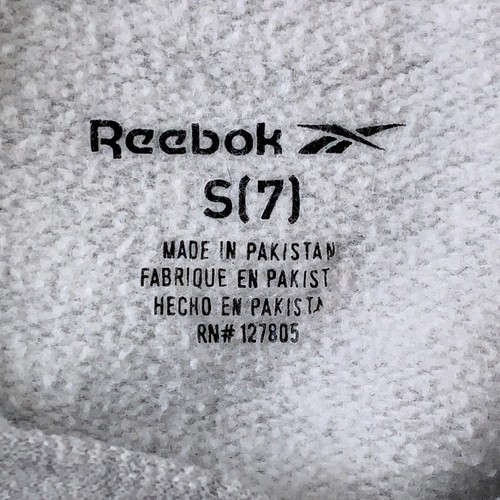 Reebok
S(7)
MADE IN PAKISTAN
FABRIQUE EN PAKIST
HECHO EN PAKISTA
RN# 127805